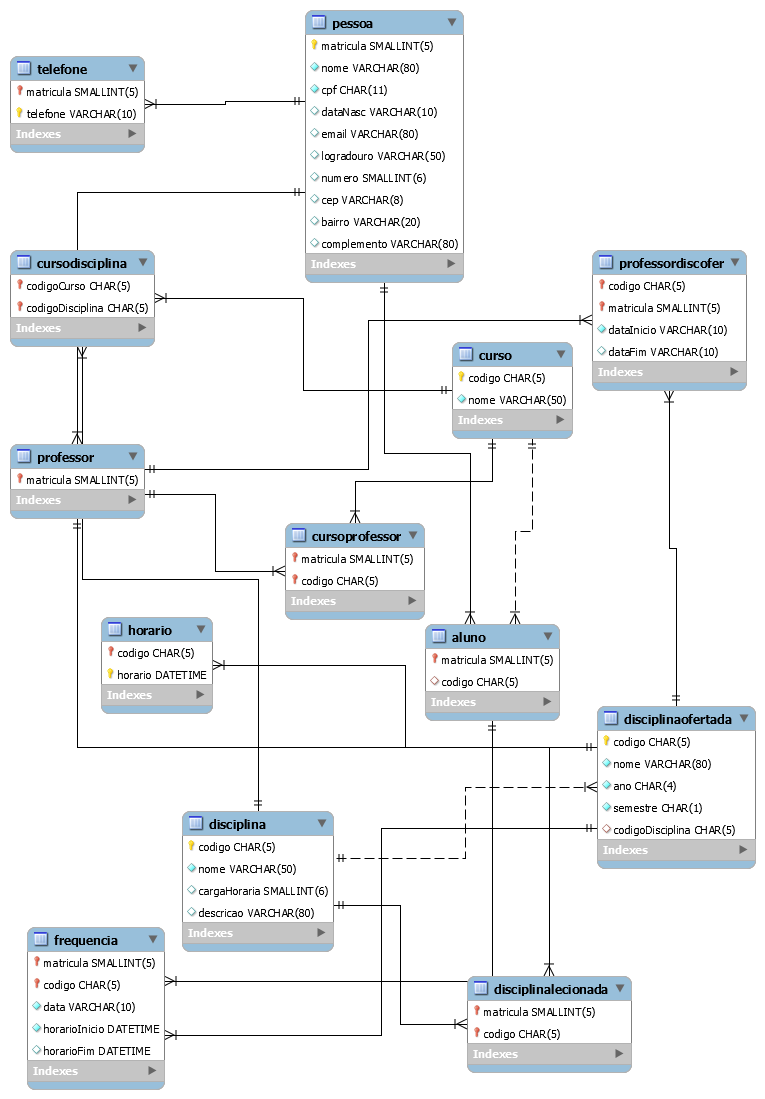 pessoa
matricula SMALLINT(5)
nome VARCHAR(80)
cpf CHAR(11)
dataNasc VARCHAR(10)
email VARCHAR(80)
logradouro VARCHAR(50)
numero SMALLINT(6)
cep VARCHAR(8)
bairro VARCHAR(20)
complemento VARCHAR(80)
Indexes
telefone
matricula SMALLINT(5)
telefone VARCHAR(10)
Indexes
cursodisciplina
codigoCurso CHAR(5)
codigoDisciplina CHAR(5)
Indexes
professordiscofer
codigo CHAR(5)
matricula SMALLINT(5)
dataInicio VARCHAR(10)
dataFim VARCHAR(10)
Indexes
curso
codigo CHAR(5)
nome VARCHAR(50)
Indexes
professor
matricula SMALLINT(5)
Indexes
cursoprofessor
matricula SMALLINT(5)
codigo CHAR(5)
Indexes
horario
codigo CHAR(5)
horario DATETIME
Indexes
aluno
matricula SMALLINT(5)
codigo CHAR(5)
Indexes
disciplinaofertada
codigo CHAR(5)
nome VARCHAR(80)
ano CHAR(4)
semestre CHAR(1)
codigoDisciplina CHAR(5)
Indexes
disciplina
codigo CHAR(5)
nome VARCHAR(50)
cargaHoraria SMALLINT(6)
descricao VARCHAR(80)
Indexes
frequencia
matricula SMALLINT(5)
codigo CHAR(5)
data VARCHAR(10)
horarioInicio DATETIME
horarioFim DATETIME
Indexes
disciplinalecionada
matricula SMALLINT(5)
codigo CHAR(5)
Indexes